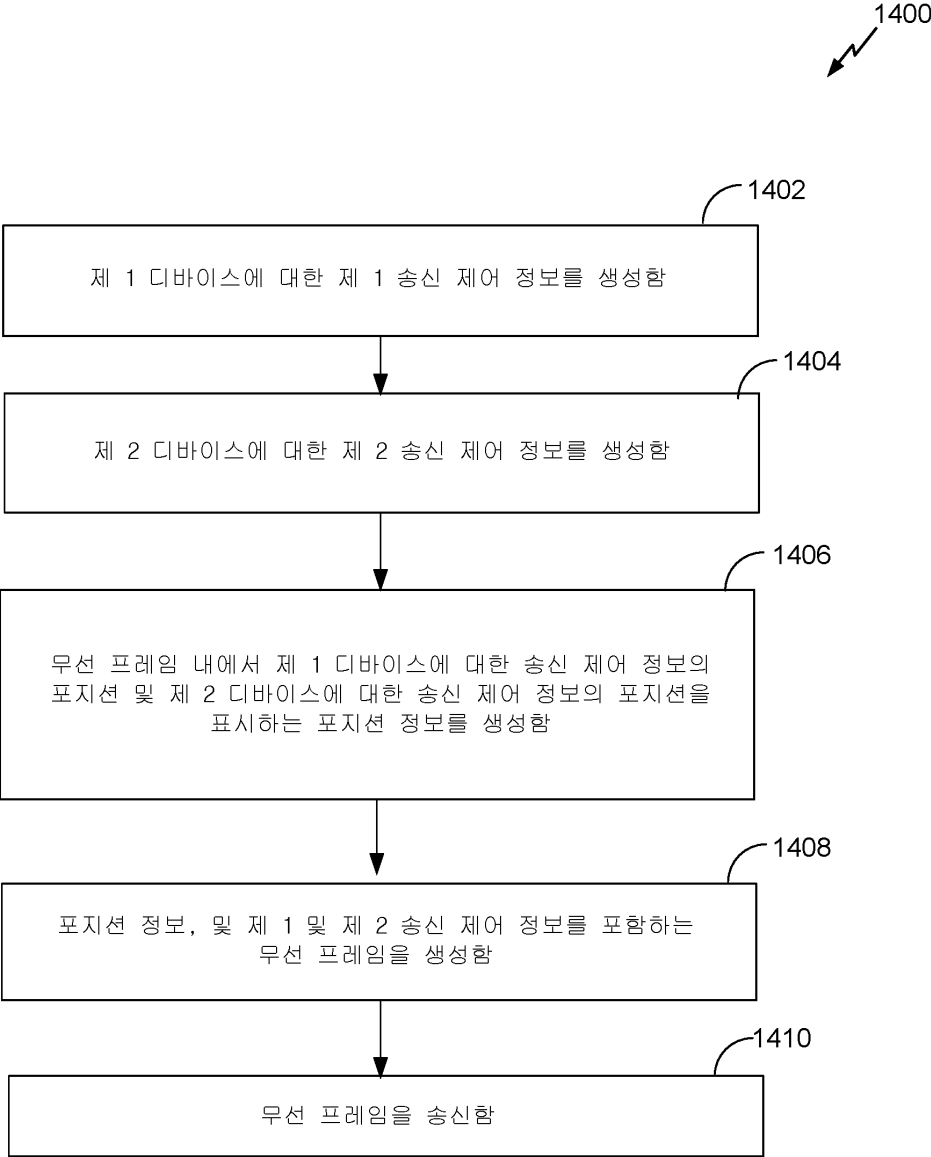 1400
1402
제 1 디바이스에 대한 제 1 송신 제어 정보를 생성함
1404
제 2 디바이스에 대한 제 2 송신 제어 정보를 생성함
1406
무선 프레임 내에서 제 1 디바이스에 대한 송신 제어 정보의
포지션 및 제 2 디바이스에 대한 송신 제어 정보의 포지션을
표시하는 포지션 정보를 생성함
1408
포지션 정보, 및 제 1 및 제 2 송신 제어 정보를 포함하는
무선 프레임을 생성함
1410
무선 프레임을 송신함